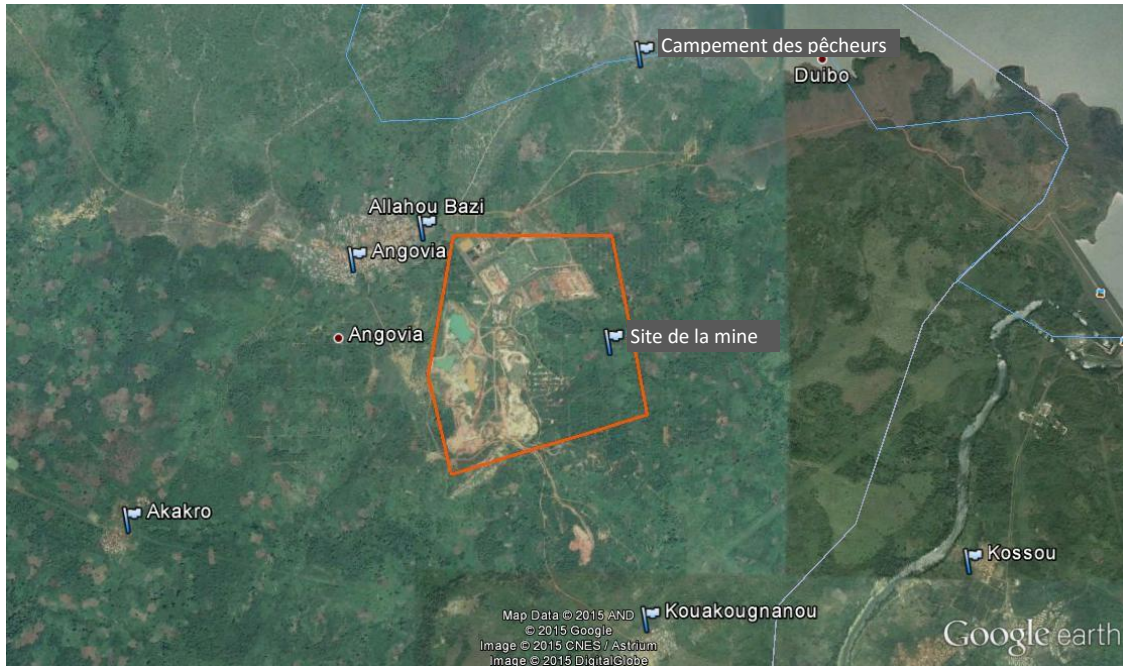 Campement des pêcheurs
Duibo
Allahou Bazi
Angovia
Angovia
Site de la mine
Akakro
Kossou
Kouakougnanou
Map Data © 2015 AND
© 2015 Google
Image © 2015 CNES / Astrium
Image © 2015 DigitalGlobe
Google earth